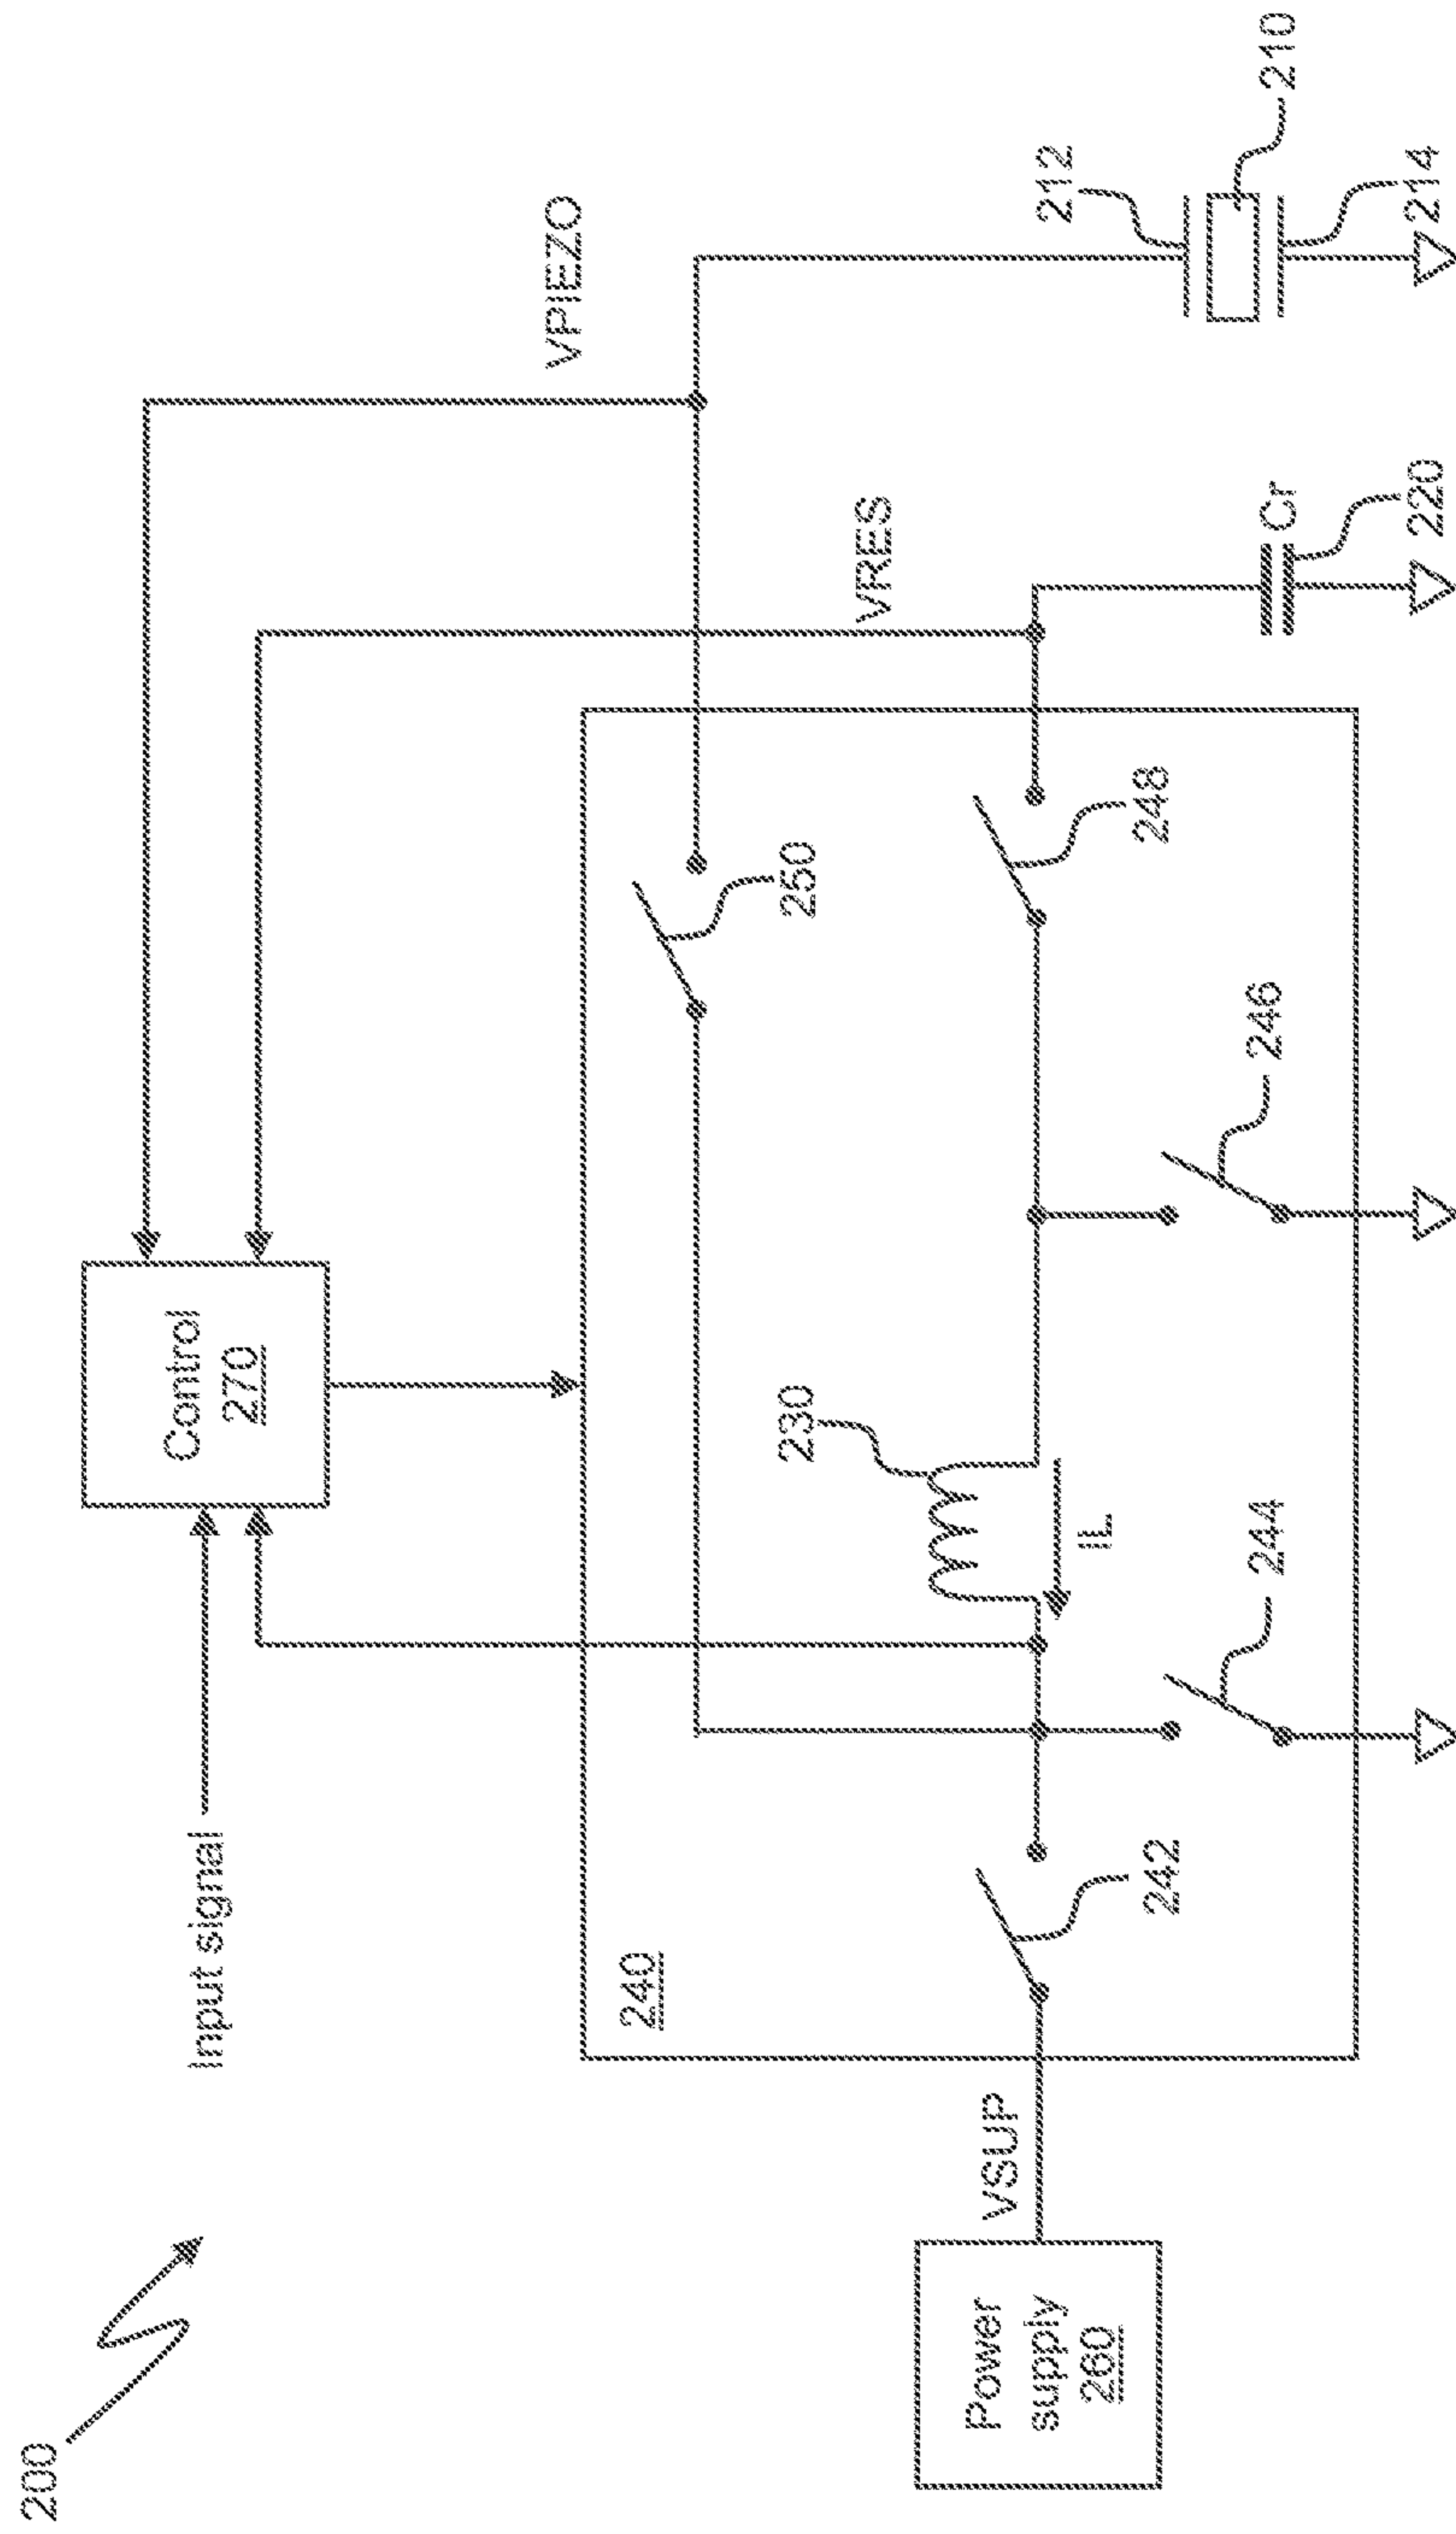 200
Input signal
Control
270
VPIEZO
VRES
240
250
230
IL
242
244
246
248
VSUP
Power
supply
260
Cr
220
212
210
214